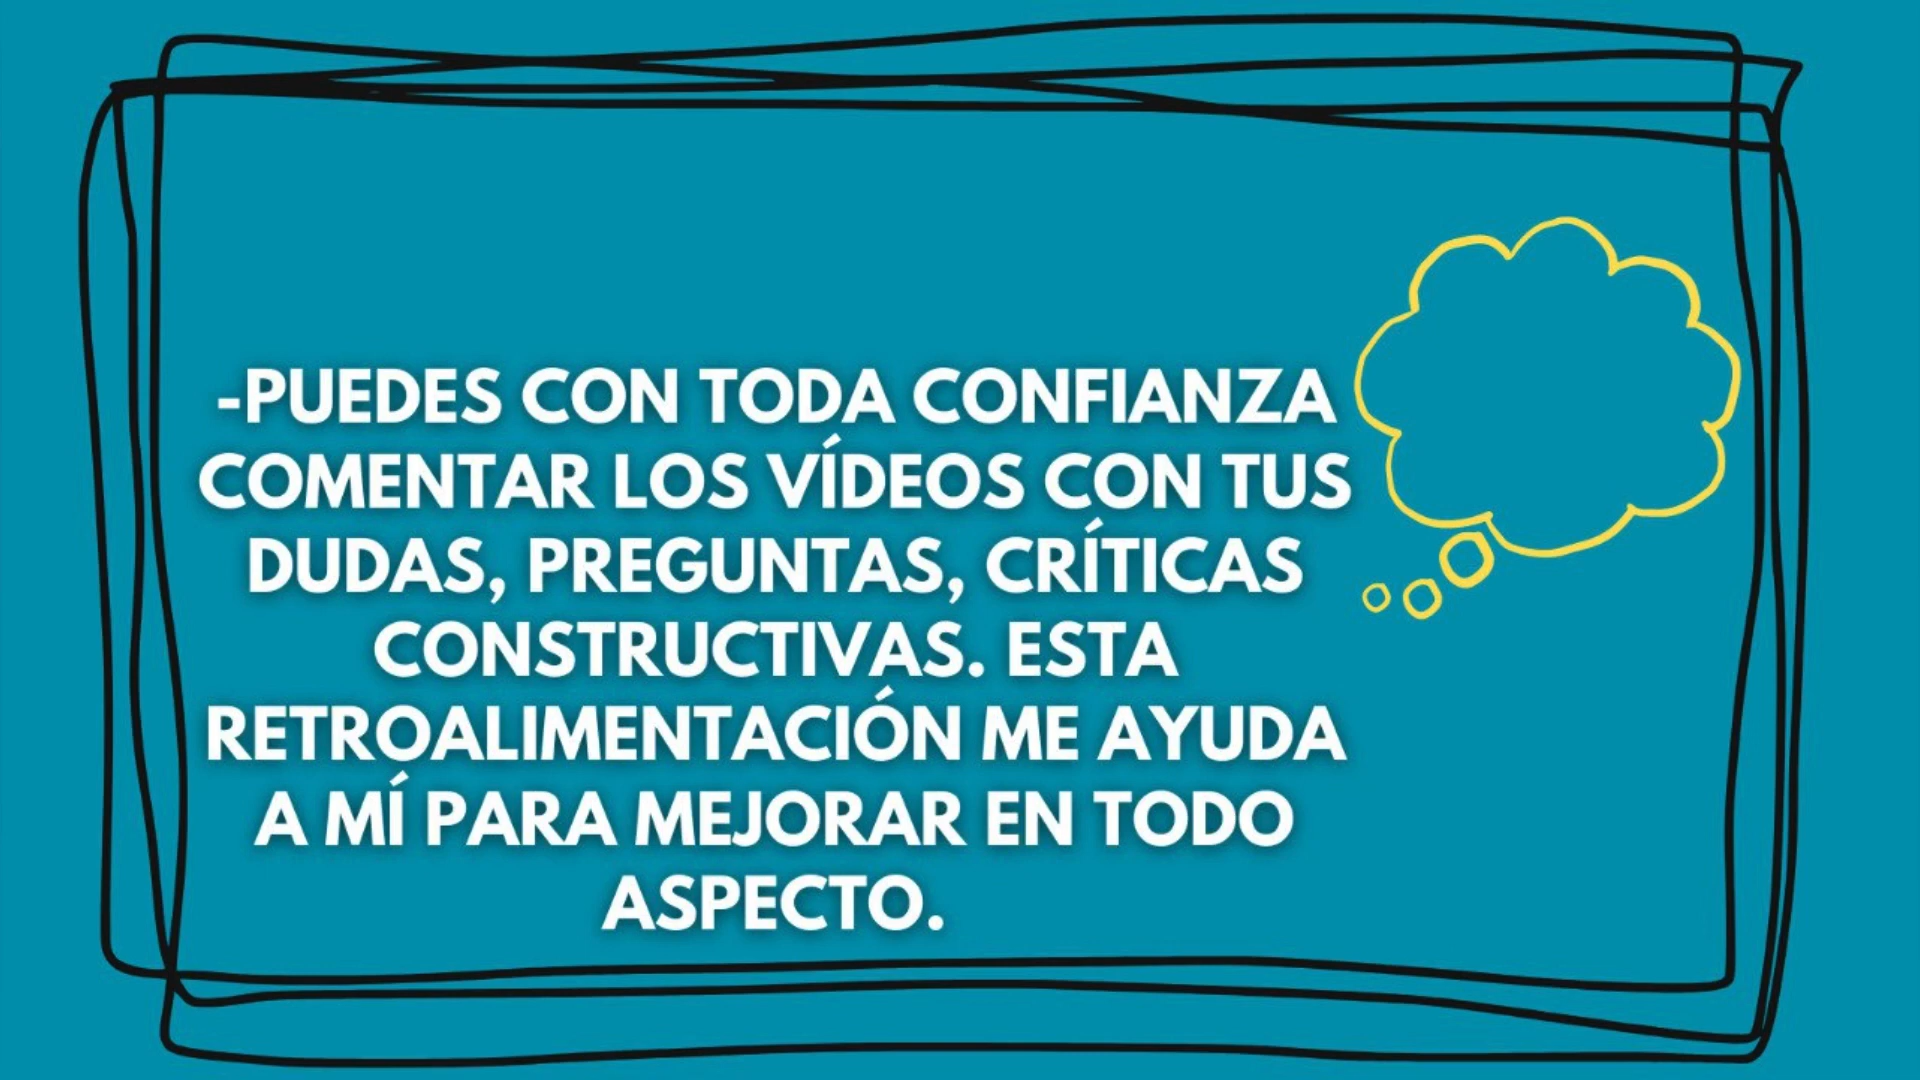 -PUEDES CON TODA CONFIANZA
COMENTAR LOS VÍDEOS CON TUS
DUDAS, PREGUNTAS, CRÍTICAS
CONSTRUCTIVAS. ESTA
RETROALIMENTACIÓN ME AYUDA
A MÍ PARA MEJORAR EN TODO
ASPECTO.